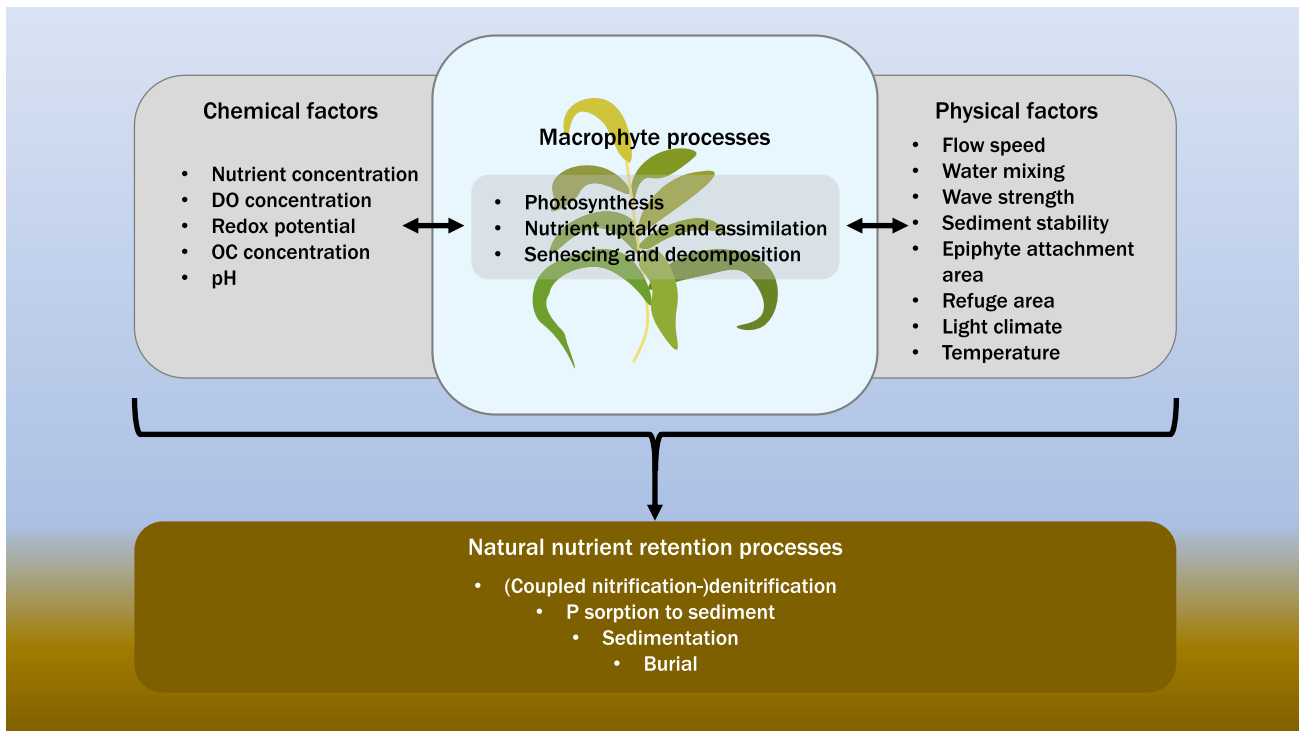 Chemical factors
• Nutrient concentration
• DO concentration
• Redox potential
• OC concentration
• pH
Macrophyte processes
• Photosynthesis
• Nutrient uptake and assimilation
• Senescing and decomposition
Physical factors
• Flow speed
• Water mixing
• Wave strength
• Sediment stability
• Epiphyte attachment
area
• Refuge area
• Light climate
• Temperature
Natural nutrient retention processes
• (Coupled nitrification-)denitrification
• P sorption to sediment
• Sedimentation
• Burial